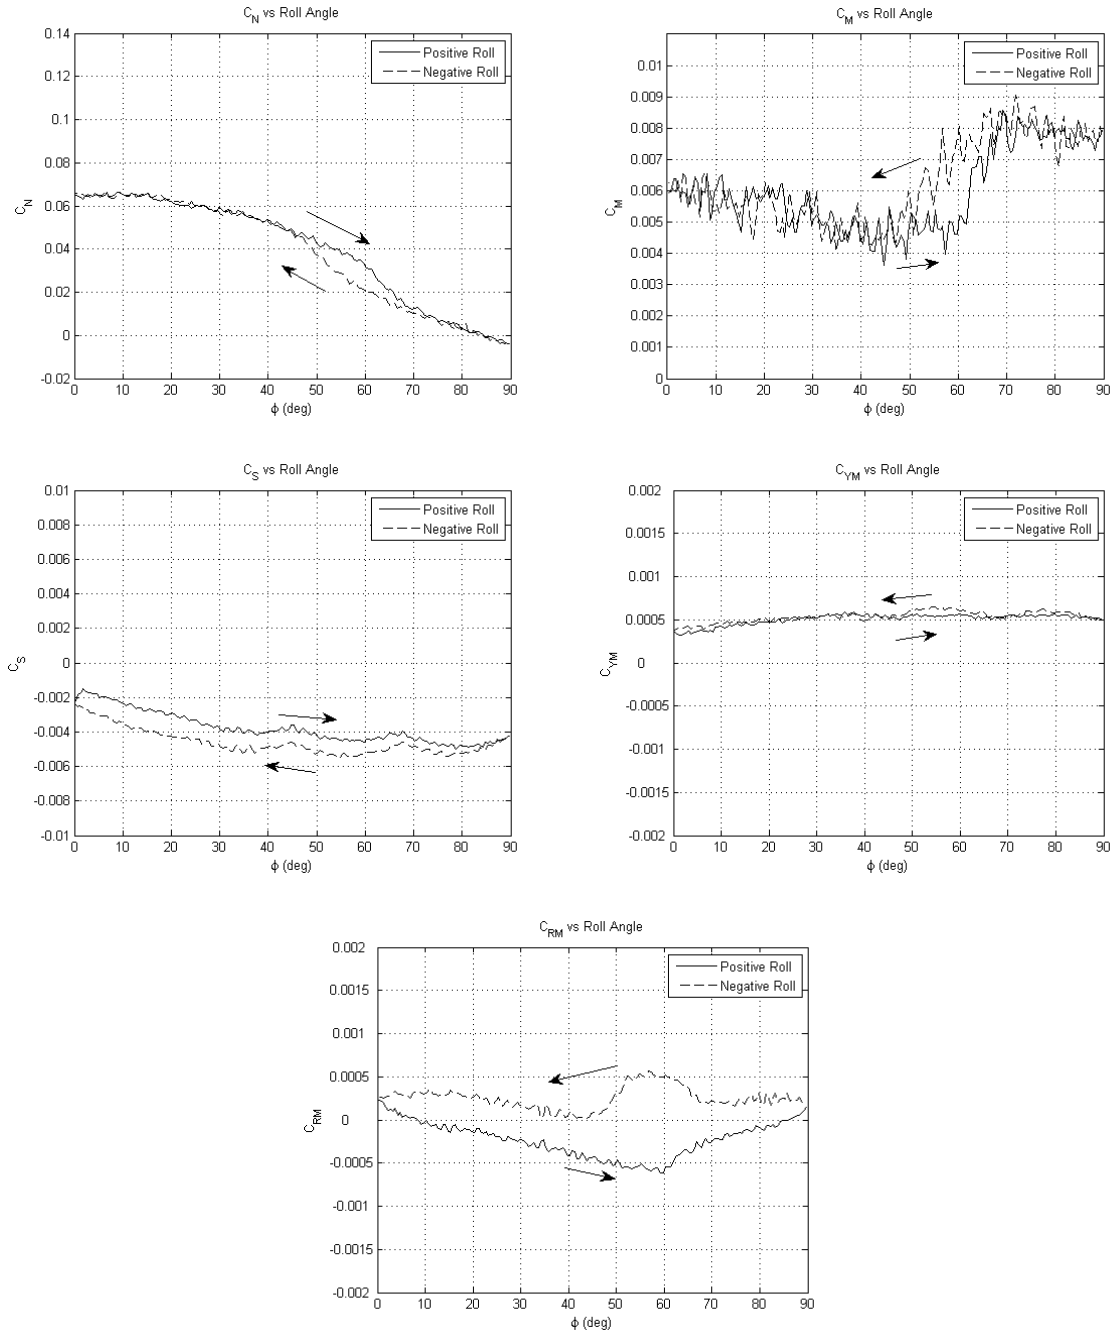 C_N vs Roll Angle
0.14
0.12
0.1
0.08
0.06
0.04
0.02
0
-0.02
C_N
Positive Roll
Negative Roll
0 10 20 30 40 50 60 70 80 90
ϕ (deg)
C_M vs Roll Angle
0.01
0.009
0.008
0.007
0.006
0.005
0.004
0.003
0.002
0.001
0
C_M
Positive Roll
Negative Roll
0 10 20 30 40 50 60 70 80 90
ϕ (deg)
C_S vs Roll Angle
0.01
0.008
0.006
0.004
0.002
0
-0.002
-0.004
-0.006
-0.008
-0.01
C_S
Positive Roll
Negative Roll
0 10 20 30 40 50 60 70 80 90
ϕ (deg)
C_YM vs Roll Angle
0.002
0.0015
0.001
0.0005
0
-0.0005
-0.001
-0.0015
-0.002
C_YM
Positive Roll
Negative Roll
0 10 20 30 40 50 60 70 80 90
ϕ (deg)
C_RM vs Roll Angle
0.002
0.0015
0.001
0.0005
0
-0.0005
-0.001
-0.0015
-0.002
C_RM
Positive Roll
Negative Roll
0 10 20 30 40 50 60 70 80 90
ϕ (deg)